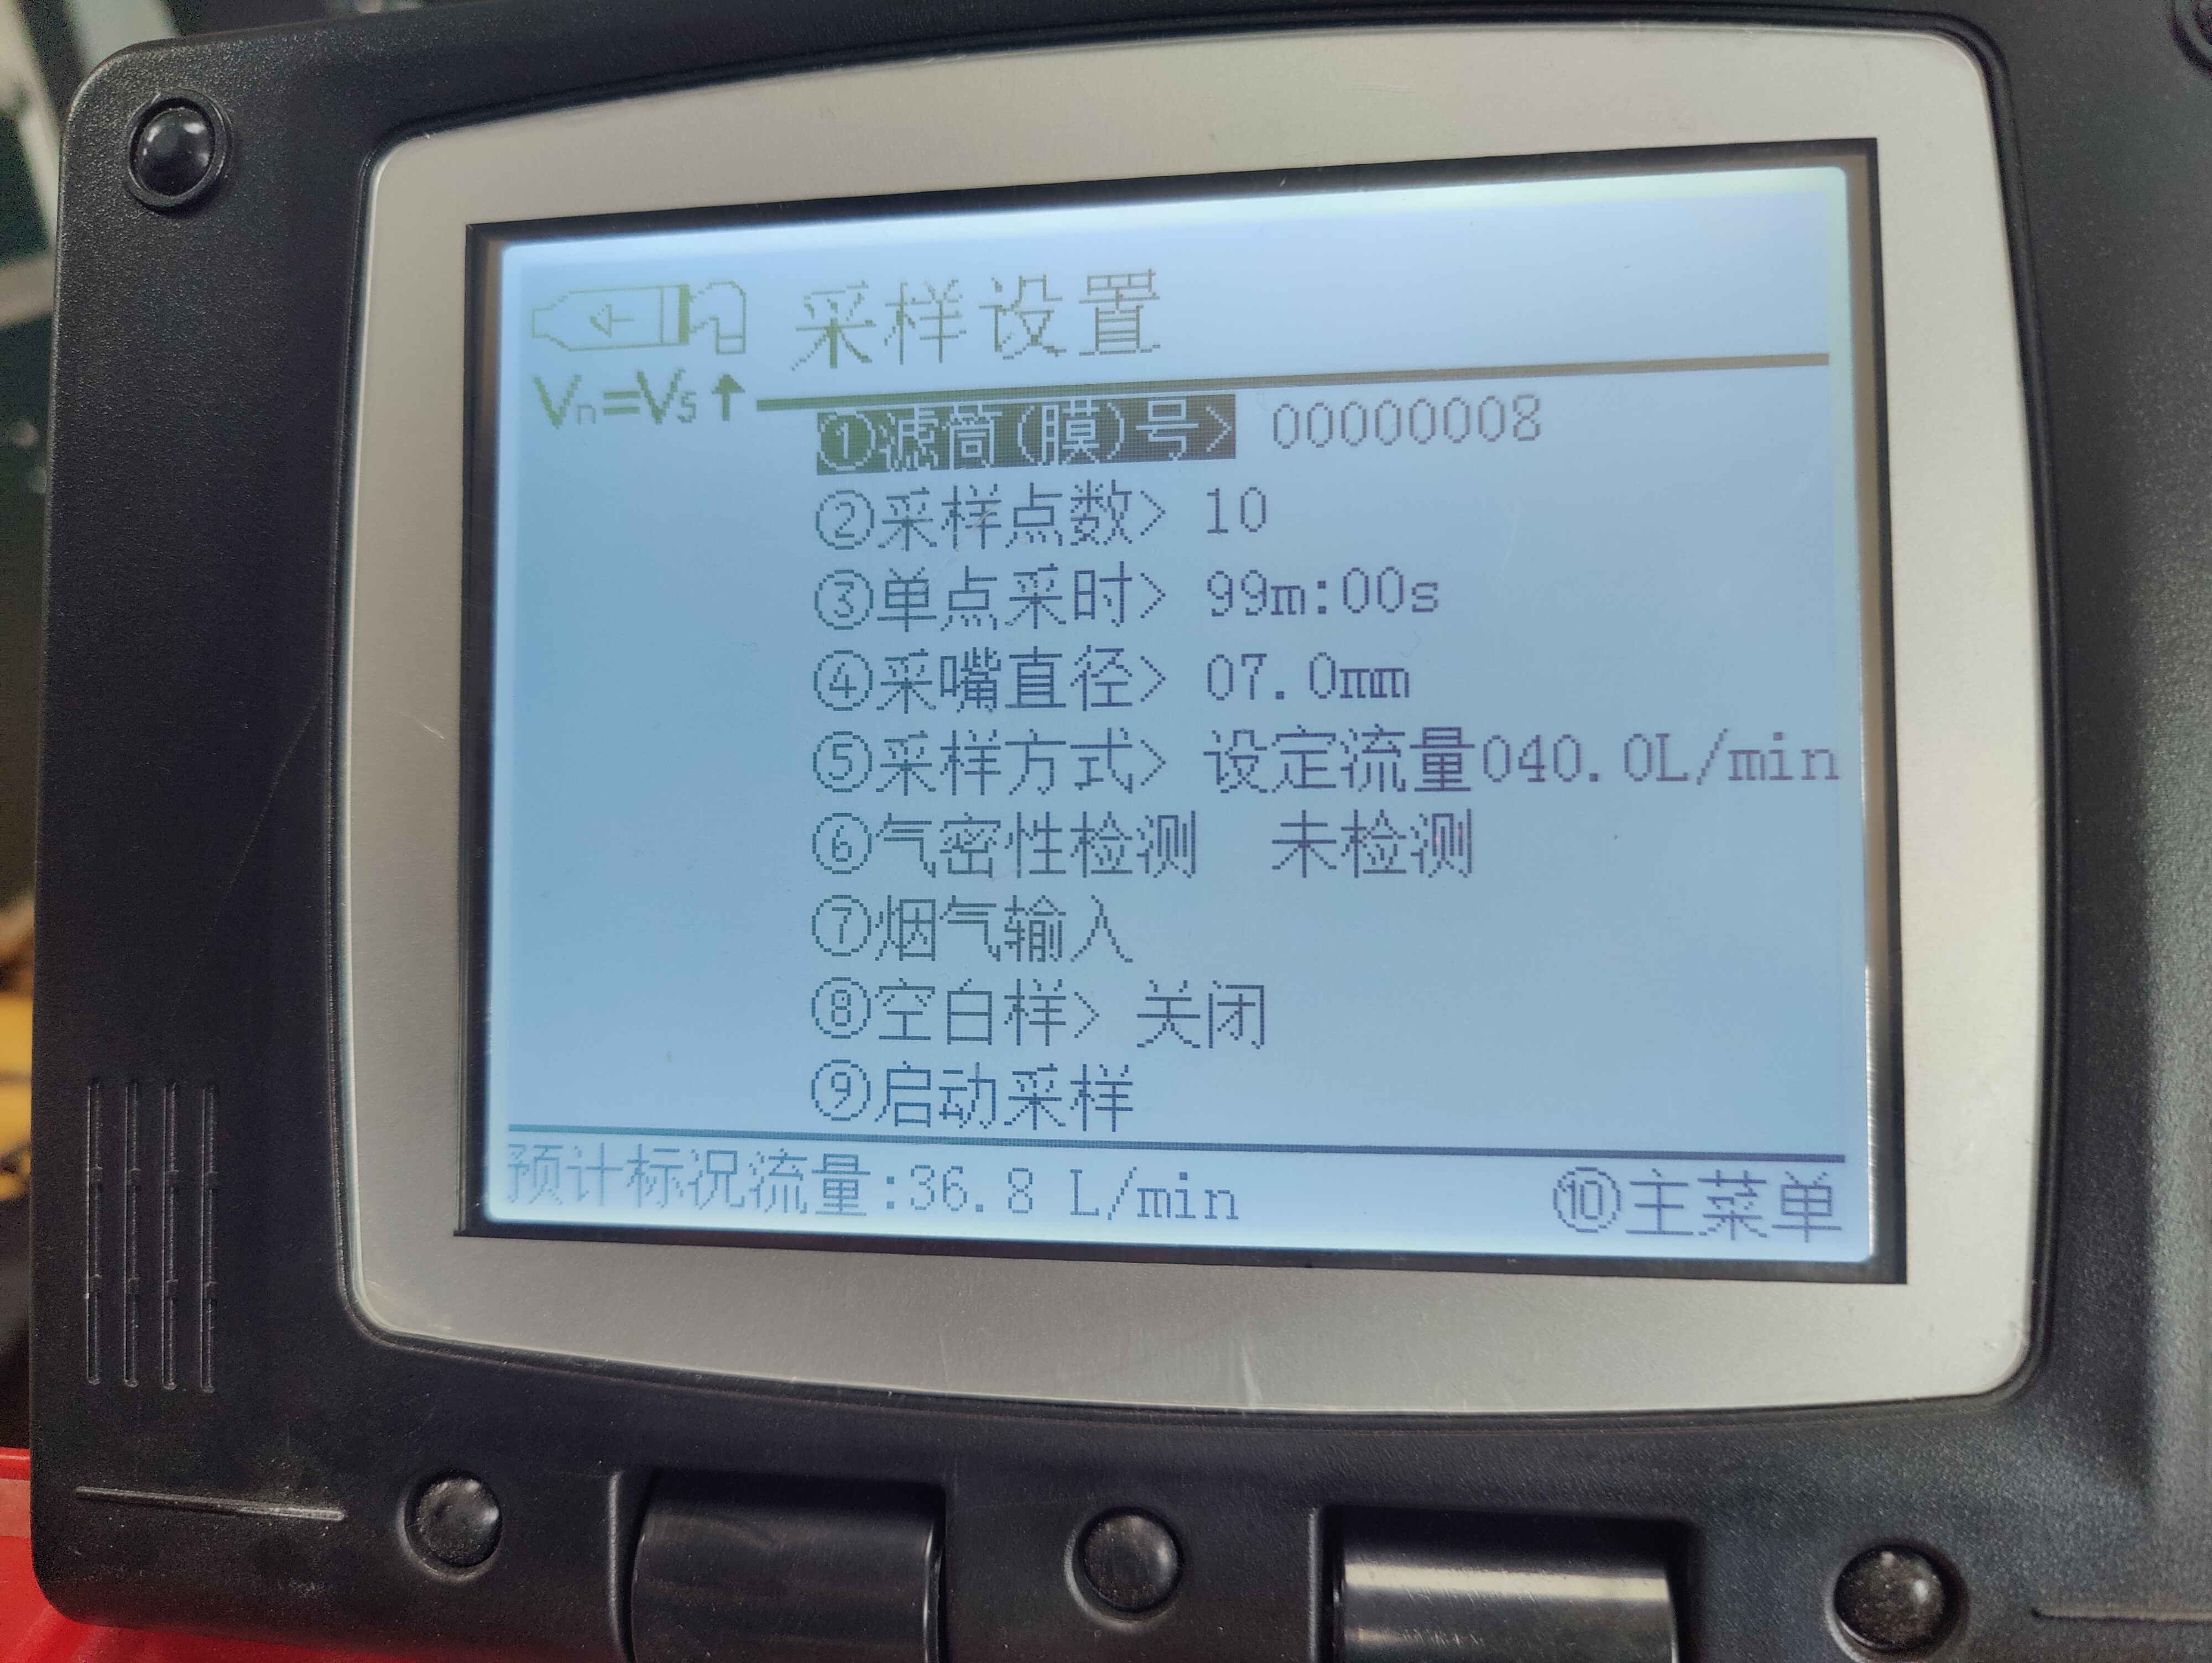 采样设置
Vn=Vs↑
①滤筒(膜)号> 00000008
②采样点数> 10
③单点采时> 99m:00s
④采嘴直径> 07.0mm
⑤采样方式> 设定流量040.0L/min
⑥气密性检测 未检测
⑦烟气输入
⑧空白样> 关闭
⑨启动采样
预计标况流量:36.8 L/min
⑩主菜单